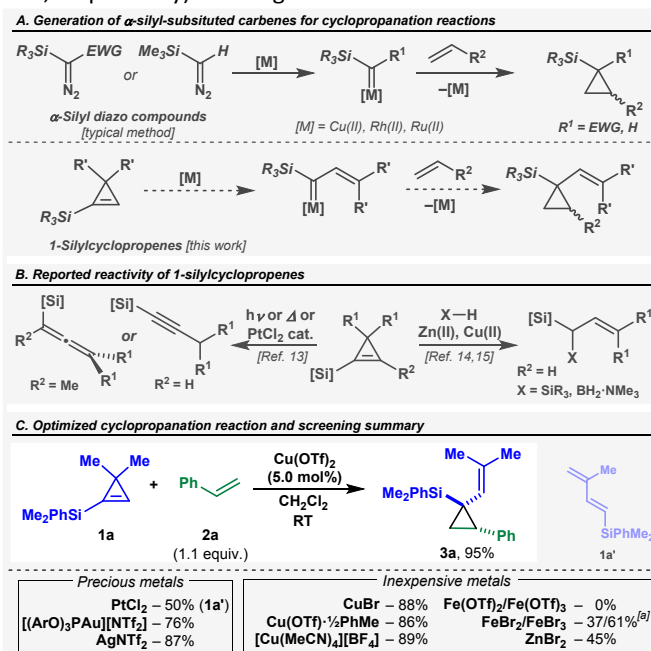 A. Generation of α-silyl-subsituted carbenes for cyclopropanation reactions
R3Si EWG or Me3Si H
N2 N2
[M]
R3Si R1
[M]
R2
–[M]
R3Si R1
R2
α-Silyl diazo compounds
[typical method]
[M] = Cu(II), Rh(II), Ru(II)
R1 = EWG, H
R' R'
R3Si
[M]
R3Si R'
[M] R'
R2
–[M]
R3Si R'
R'
R2
1-Silylcyclopropenes [this work]
B. Reported reactivity of 1-silylcyclopropenes
[Si]
R2 R1
R1
R2 = Me
or
[Si]
R1
R1
R2 = H
hν or Δ or
PtCl2 cat.
[Ref. 13]
R1 R1
[Si] R2
X—H
Zn(II), Cu(II)
[Ref. 14,15]
[Si] R1
X R1
R2 = H
X = SiR3, BH2·NMe3
C. Optimized cyclopropanation reaction and screening summary
Me Me
Me2PhSi
1a
+
Ph
2a
(1.1 equiv.)
Cu(OTf)2
(5.0 mol%)
CH2Cl2
RT
Me Me
Me2PhSi
Ph
3a, 95%
Me
SiPhMe2
1a'
Precious metals
PtCl2 – 50% (1a')
[(ArO)3PAu][NTf2] – 76%
AgNTf2 – 87%
Inexpensive metals
CuBr – 88% Fe(OTf)2/Fe(OTf)3 – 0%
Cu(OTf)·½PhMe – 86% FeBr2/FeBr3 – 37/61%[a]
[Cu(MeCN)4][BF4] – 89% ZnBr2 – 45%